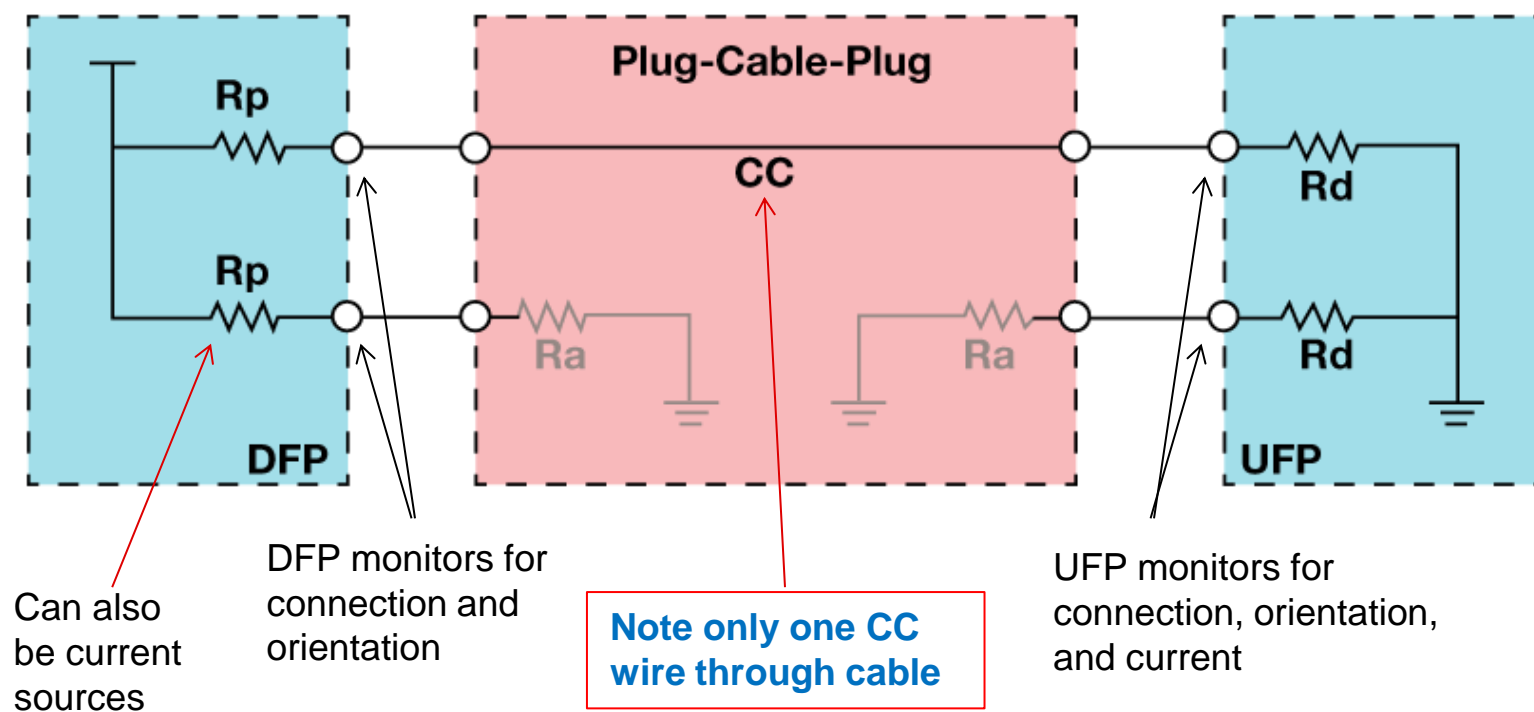 Plug-Cable-Plug
Rp
CC
Rd
Rp
Ra
Ra
Rd
DFP
UFP
Can also
be current
sources
DFP monitors for
connection and
orientation
Note only one CC
wire through cable
UFP monitors for
connection, orientation,
and current